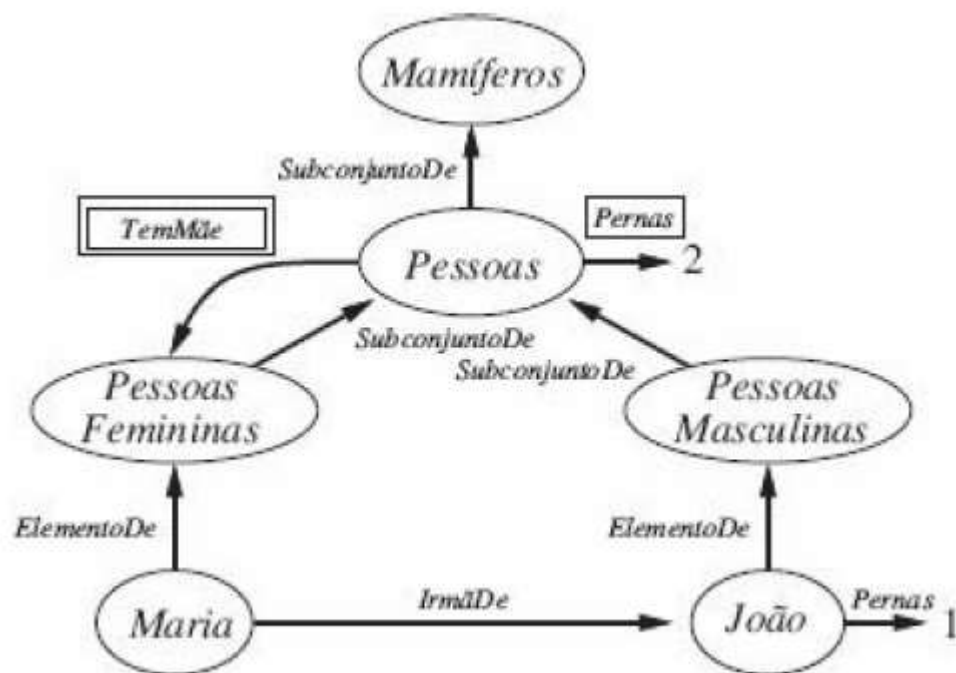 Mamíferos
SubconjuntoDe
TemMãe
Pernas
Pessoas
2
SubconjuntoDe
SubconjuntoDe
Pessoas
Femininas
Pessoas
Masculinas
ElementoDe
ElementoDe
IrmãDe
Maria
João
Pernas
1